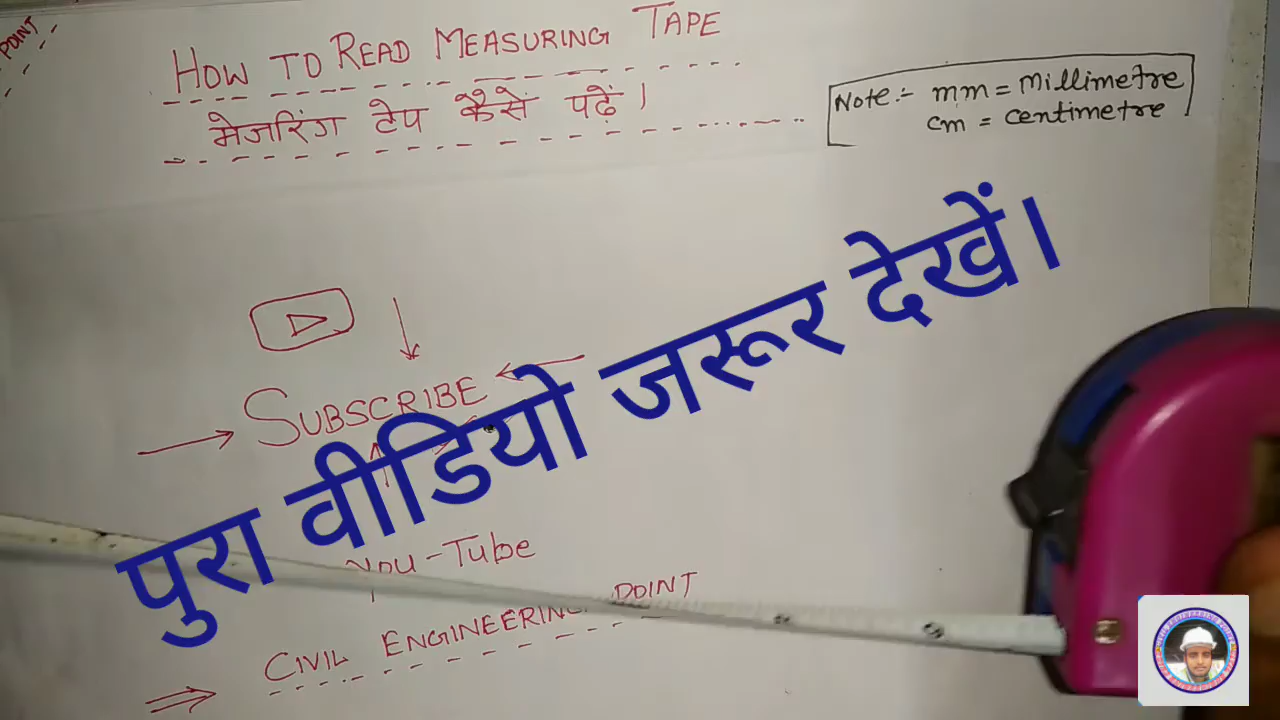 POINT
HOW TO READ MEASURING TAPE
मेजरिंग टेप कैसे पढ़ें।
Note:- mm = Millimetre
cm = centimetre
SUBSCRIBE
पुरा वीडियो जरूर देखें।
You-Tube
CIVIL ENGINEERING POINT